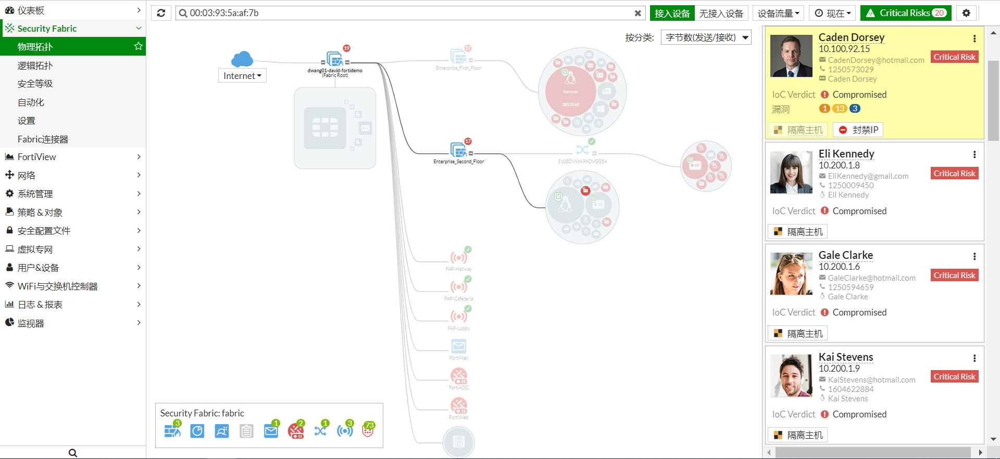 仪表板
Security Fabric
物理拓扑
逻辑拓扑
安全等级
自动化
设置
Fabric连接器
FortiView
网络
系统管理
策略 & 对象
安全配置文件
虚拟专网
用户&设备
WiFi与交换机控制器
日志 & 报表
监视器
00:03:93:5a:af:7b
接入设备
无接入设备
设备流量
现在
Critical Risks 20
按分类:
字节数(发送/接收)
Internet
19
dwang01-david-fortidemo
(Fabric Root)
17
Enterprise_First_Floor
harry-pc
280.25 kB
17
Enterprise_Second_Floor
S108DVWA9XDVGG54
FAP-Hallway
FAP-Cafeteria
FAP-Lobby
FortiMail
FortiADC
FortiWeb
Security Fabric: fabric
3
1
2
1
3
73
Caden Dorsey
10.100.92.15
Critical Risk
CadenDorsey@hotmail.com
1250573029
Caden Dorsey
IoC Verdict Compromised
漏洞 1 13 3
隔离主机
封禁IP
Eli Kennedy
10.200.1.8
Critical Risk
EliKennedy@gmail.com
1250009450
Eli Kennedy
IoC Verdict Compromised
隔离主机
Gale Clarke
10.200.1.6
Critical Risk
GaleClarke@hotmail.com
1250594659
Gale Clarke
IoC Verdict Compromised
隔离主机
Kai Stevens
10.200.1.9
Critical Risk
KaiStevens@hotmail.com
1604622884
Kai Stevens
IoC Verdict Compromised
隔离主机